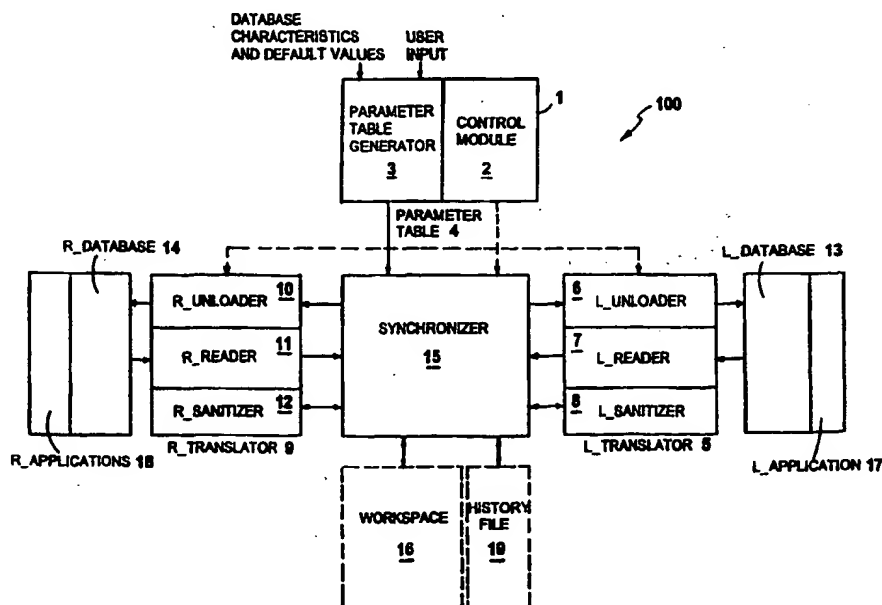 DATABASE
CHARACTERISTICS
AND DEFAULT VALUES
USER
INPUT
1
100
PARAMETER
TABLE
GENERATOR
3
CONTROL
MODULE
2
PARAMETER
TABLE 4
R_DATABASE 14
L_DATABASE 13
R_UNLOADER 10
R_READER 11
R_SANITIZER 12
SYNCHRONIZER
15
6 L_UNLOADER
7 L_READER
8 L_SANITIZER
R_APPLICATIONS 18
R_TRANSLATOR 9
L_TRANSLATOR 5
L_APPLICATION 17
WORKSPACE
16
HISTORY
FILE
19